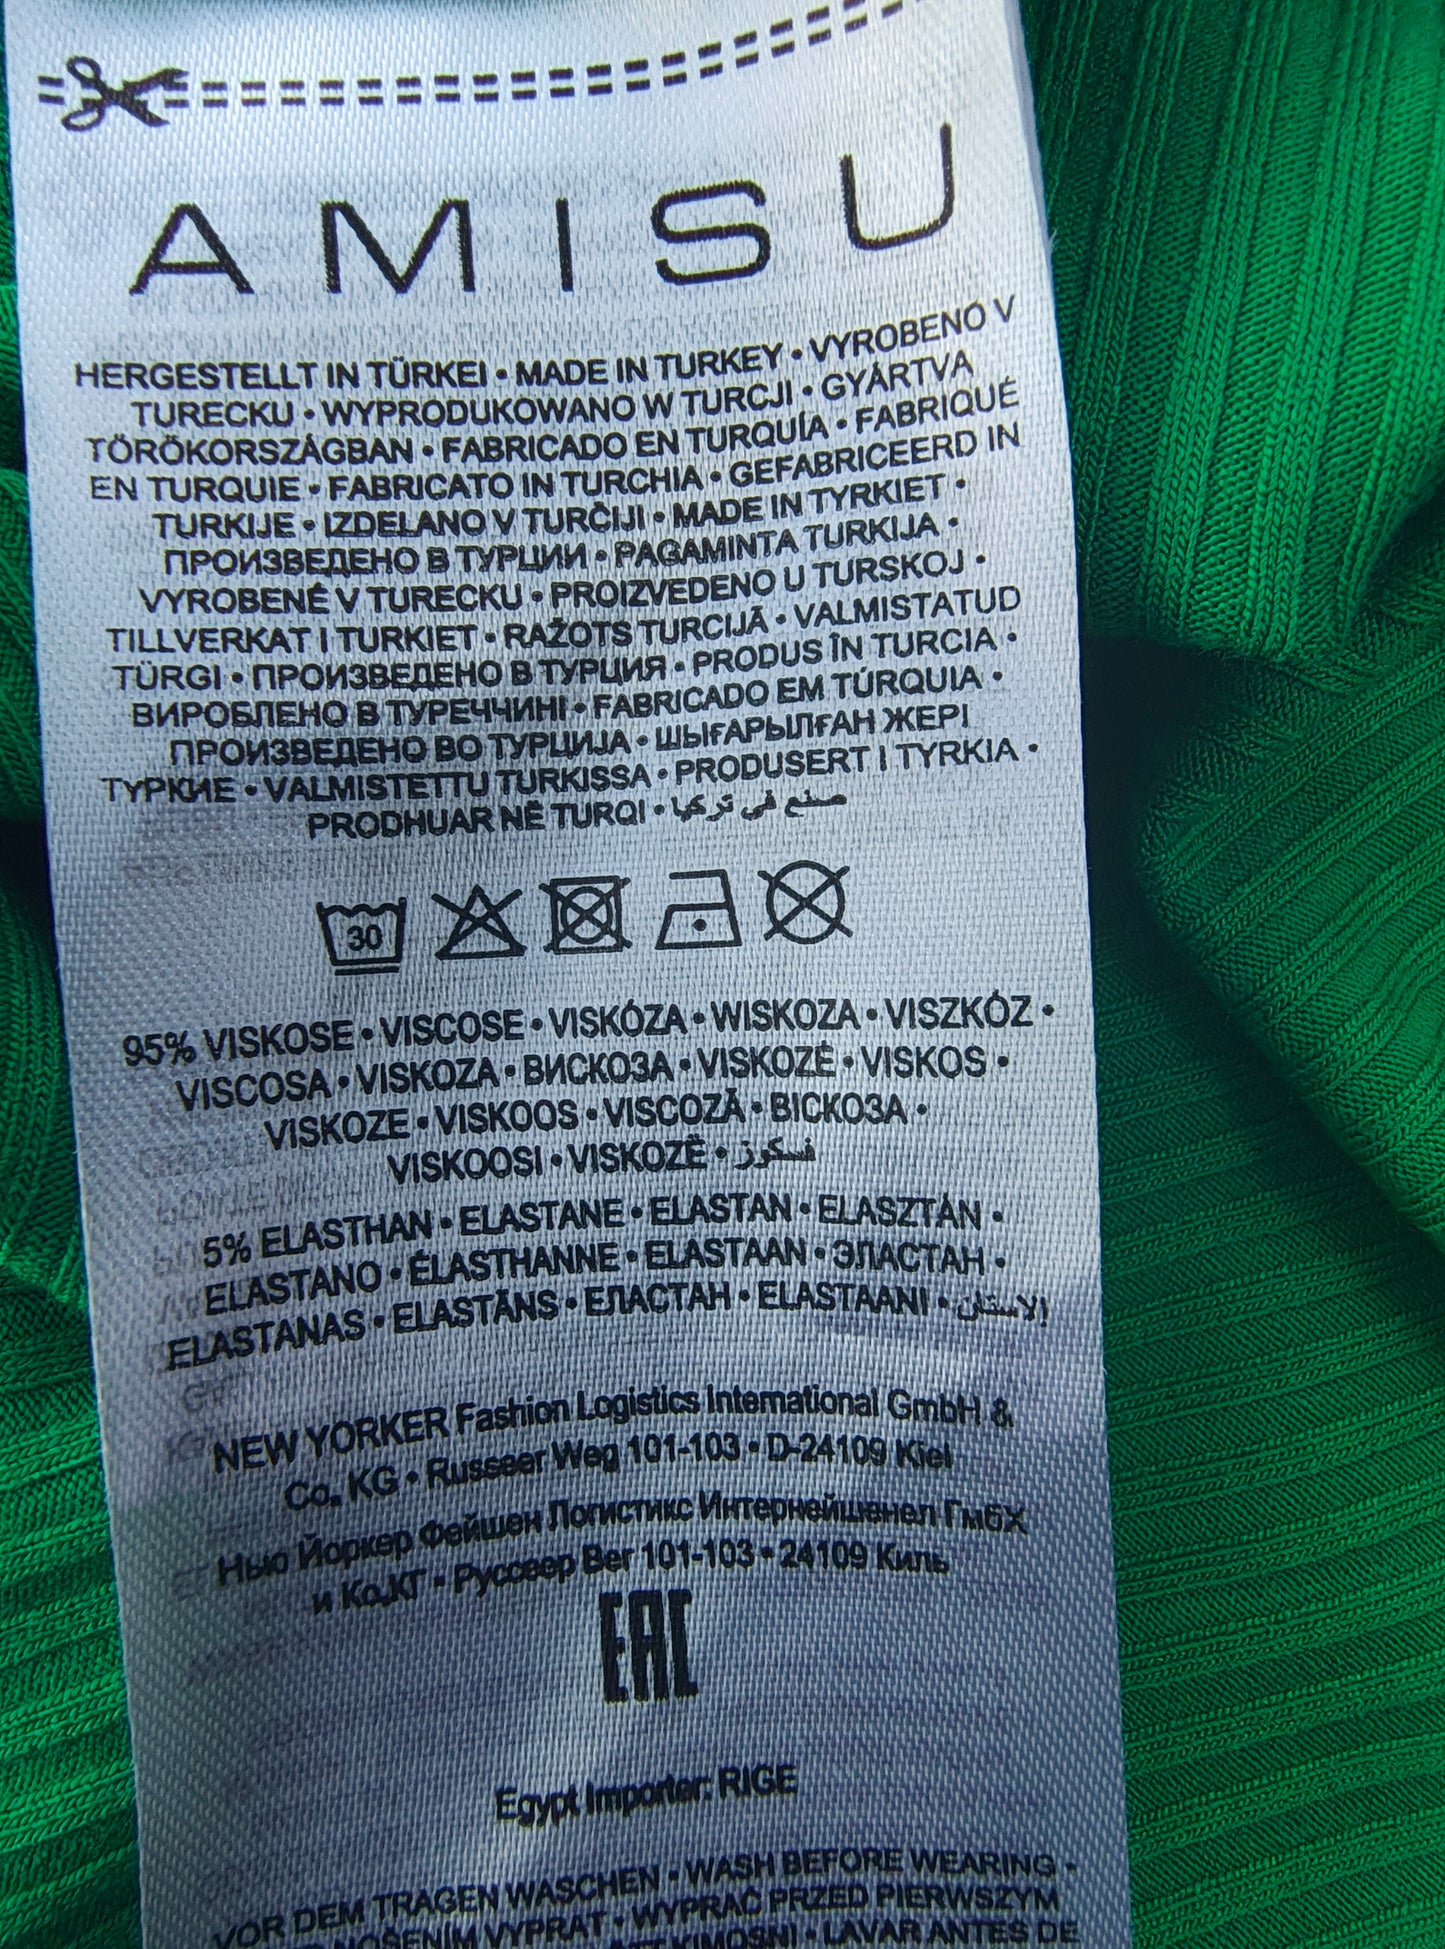 AMISU
HERGESTELLT IN TÜRKEI • MADE IN TURKEY • VYROBENO V
TURECKU • WYPRODUKOWANO W TURCJI • GYÁRTVA
TÖRÖKORSZÁGBAN • FABRICADO EN TURQUÍA • FABRIQUÉ
EN TURQUIE • FABRICATO IN TURCHIA • GEFABRICEERD IN
TURKIJE • IZDELANO V TURČIJI • MADE IN TYRKIET •
ПРОИЗВЕДЕНО В ТУРЦИИ • PAGAMINTA TURKIJA •
VYROBENÉ V TURECKU • PROIZVEDENO U TURSKOJ •
TILLVERKAT I TURKIET • RAŽOTS TURCIJĀ • VALMISTATUD
TÜRGI • ПРОИЗВЕДЕНО В ТУРЦИЯ • PRODUS ÎN TURCIA •
ВИРОБЛЕНО В ТУРЕЧЧИНІ • FABRICADO EM TÚRQUIA •
ПРОИЗВЕДЕНО ВО ТУРЦИЈА • ШЫҒАРЫЛҒАН ЖЕРІ
ТҮРКИЕ • VALMISTETTU TURKISSA • PRODUSERT I TYRKIA •
PRODHUAR NË TURQI • صنع في تركيا
30
95% VISKOSE • VISCOSE • VISKÓZA • WISKOZA • VISZKÓZ •
VISCOSA • VISKOZA • ВИСКОЗА • VISKOZĖ • VISKOS •
VISKOZE • VISKOOS • VISCOZĂ • ВІСКОЗА •
VISKOOSI • VISKOZË • فسكوز
5% ELASTHAN • ELASTANE • ELASTAN • ELASZTÁN •
ELASTANO • ÉLASTHANNE • ELASTAAN • ЭЛАСТАН •
ELASTANAS • ELASTĀNS • ЕЛАСТАН • ELASTAANI • الاستان
NEW YORKER Fashion Logistics International GmbH &
Co. KG • Russeer Weg 101-103 • D-24109 Kiel
Нью Йоркер Фейшен Логистикс Интернейшенел ГмбХ
и Ко.КГ • Руссеер Вег 101-103 • 24109 Киль
EAC
Egypt Importer: RIGE
VOR DEM TRAGEN WASCHEN • WASH BEFORE WEARING •
NOŠENÍM VYPRAT • WYPRAĆ PRZED PIERWSZYM
KIMOSNI • LAVAR ANTES DE